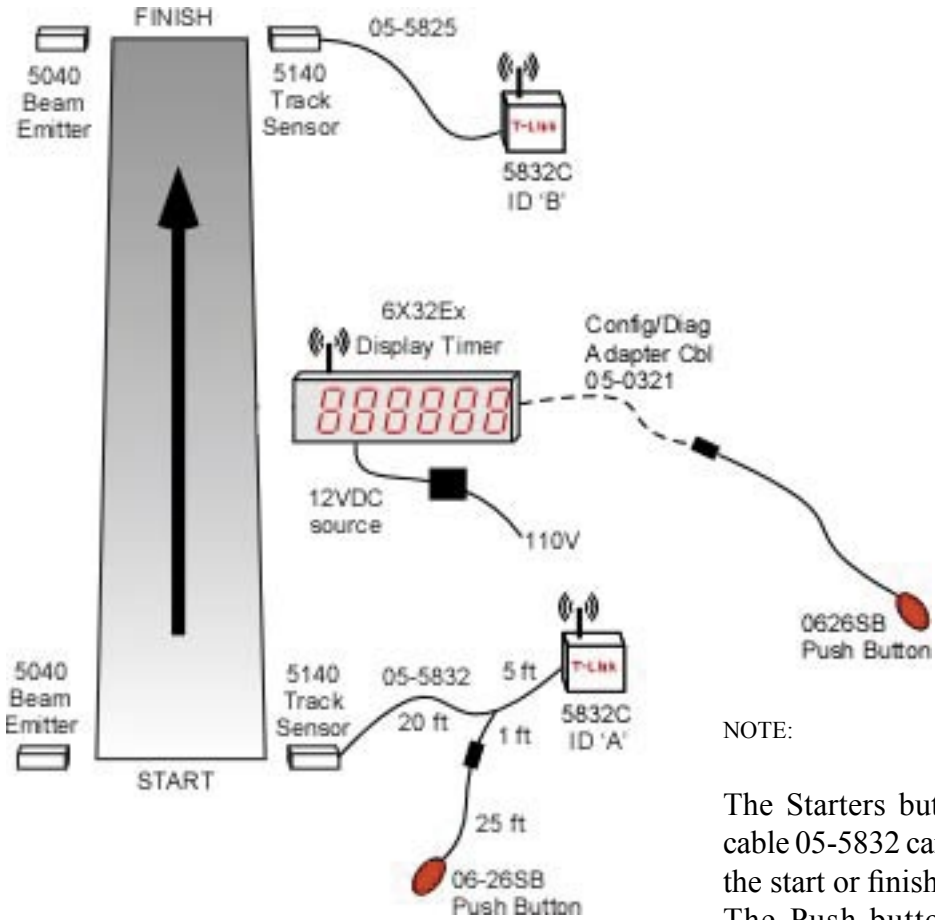 FINISH
05-5825
5040
Beam
Emitter
5140
Track
Sensor
T-Link
5832C
ID 'B'
6X32Ex
Display Timer
Config/Diag
Adapter Cbl
05-0321
888888
12VDC
source
110V
0626SB
Push Button
5040
Beam
Emitter
5140
Track
Sensor
05-5832
20 ft
5 ft
1 ft
T-Link
5832C
ID 'A'
START
25 ft
06-26SB
Push Button
NOTE:
The Starters
cable 05-5832
the start or finish
The Push